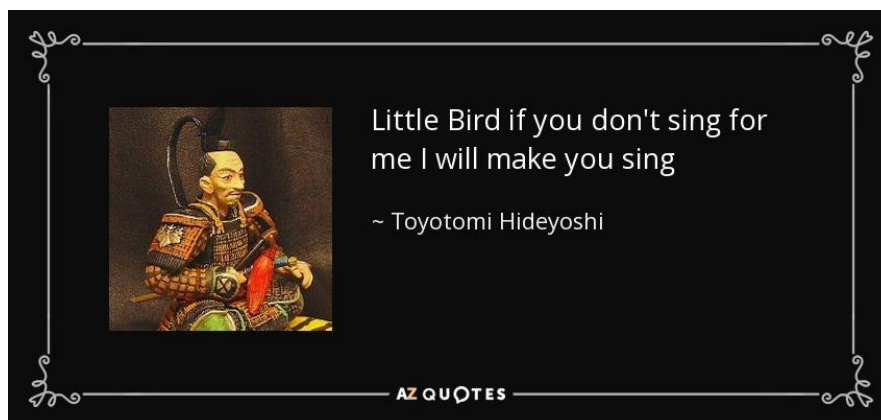 Little Bird if you don't sing for
me I will make you sing
~ Toyotomi Hideyoshi
AZ QUOTES